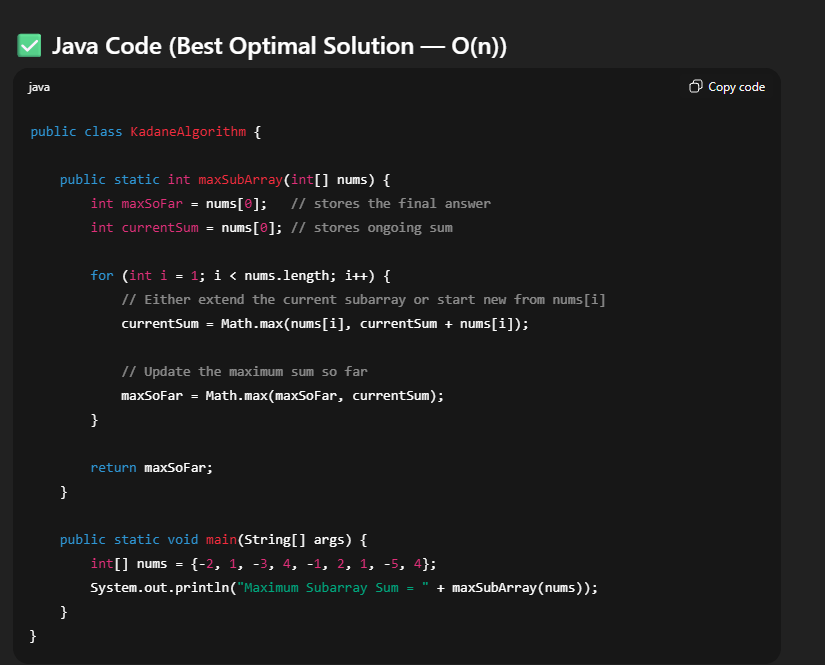 ✅ Java Code (Best Optimal Solution — O(n))
java
Copy code
public class KadaneAlgorithm {
    public static int maxSubArray(int[] nums) {
        int maxSoFar = nums[0];   // stores the final answer
        int currentSum = nums[0]; // stores ongoing sum
        for (int i = 1; i < nums.length; i++) {
            // Either extend the current subarray or start new from nums[i]
            currentSum = Math.max(nums[i], currentSum + nums[i]);
            // Update the maximum sum so far
            maxSoFar = Math.max(maxSoFar, currentSum);
        }
        return maxSoFar;
    }
    public static void main(String[] args) {
        int[] nums = {-2, 1, -3, 4, -1, 2, 1, -5, 4};
        System.out.println("Maximum Subarray Sum = " + maxSubArray(nums));
    }
}